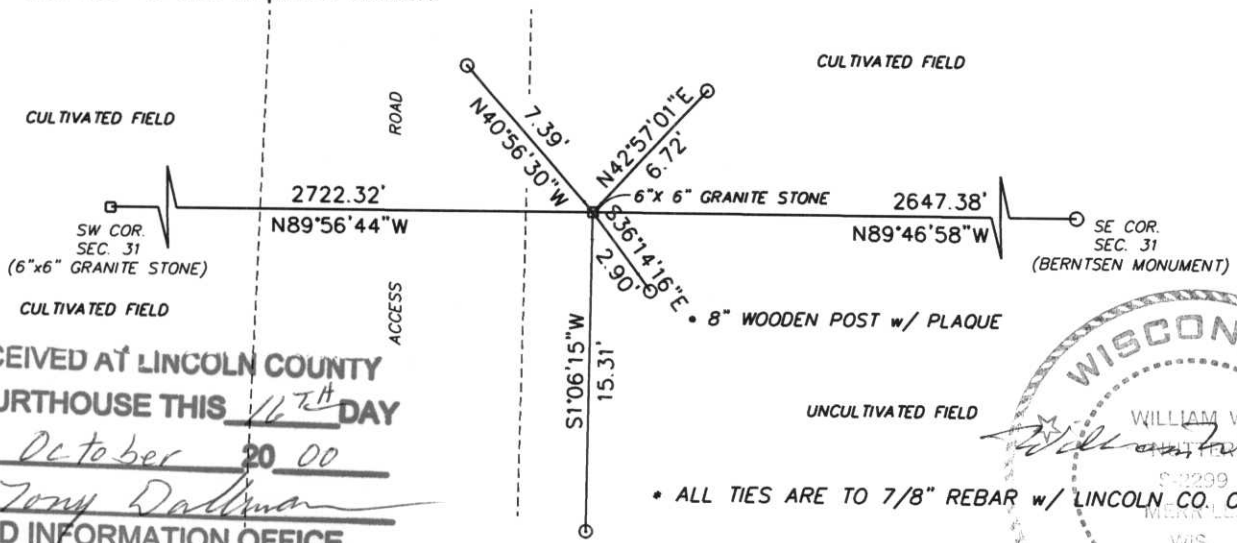 CULTIVATED FIELD
CULTIVATED FIELD
ROAD
7.39'
N40°56'30"W
N42°57'01"E
6.72'
2722.32'
N89°56'44"W
6"x 6" GRANITE STONE
2647.38'
N89°46'58"W
SW COR.
SEC. 31
(6"x6" GRANITE STONE)
SE COR.
SEC. 31
(BERNTSEN MONUMENT)
S36°14'16"E
2.90'
CULTIVATED FIELD
ACCESS
• 8" WOODEN POST w/ PLAQUE
S1°06'15"W
15.31'
CEIVED AT LINCOLN COUNTY
URTHOUSE THIS 16TH DAY
October 20 00
Tony Dallman
D INFORMATION OFFICE
UNCULTIVATED FIELD
* ALL TIES ARE TO 7/8" REBAR w/ LINCOLN CO. C
WISCON
WILLIAM W
S-2299
WIS